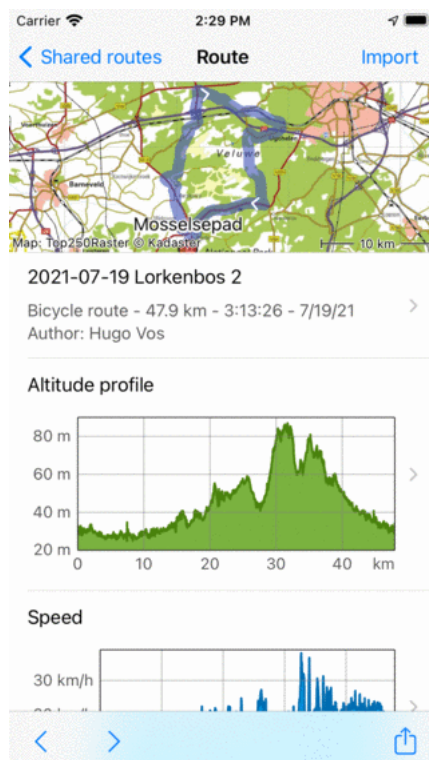 Carrier 2:29 PM
Shared routes Route Import
Veluwe
Barneveld
Mosselsepad
Map: Top250Raster © Kadaster
10 km
2021-07-19 Lorkenbos 2
Bicycle route - 47.9 km - 3:13:26 - 7/19/21
Author: Hugo Vos
Altitude profile
80 m
60 m
40 m
20 m
0 10 20 30 40 km
Speed
30 km/h